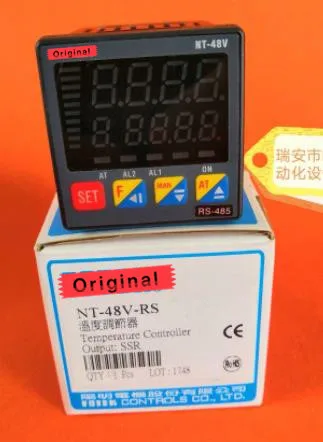 Original
NT-48V
AT AL2 AL1 OM
SET
F
MAN
AT
RS-485
瑞安市
动化设
Original
NT-48V-RS
溫度調節器
Temperature Controller
Output: SSR
CE
RoHS
QTY: Pcs LOT: 1748
CONTROLS CO., LTD.